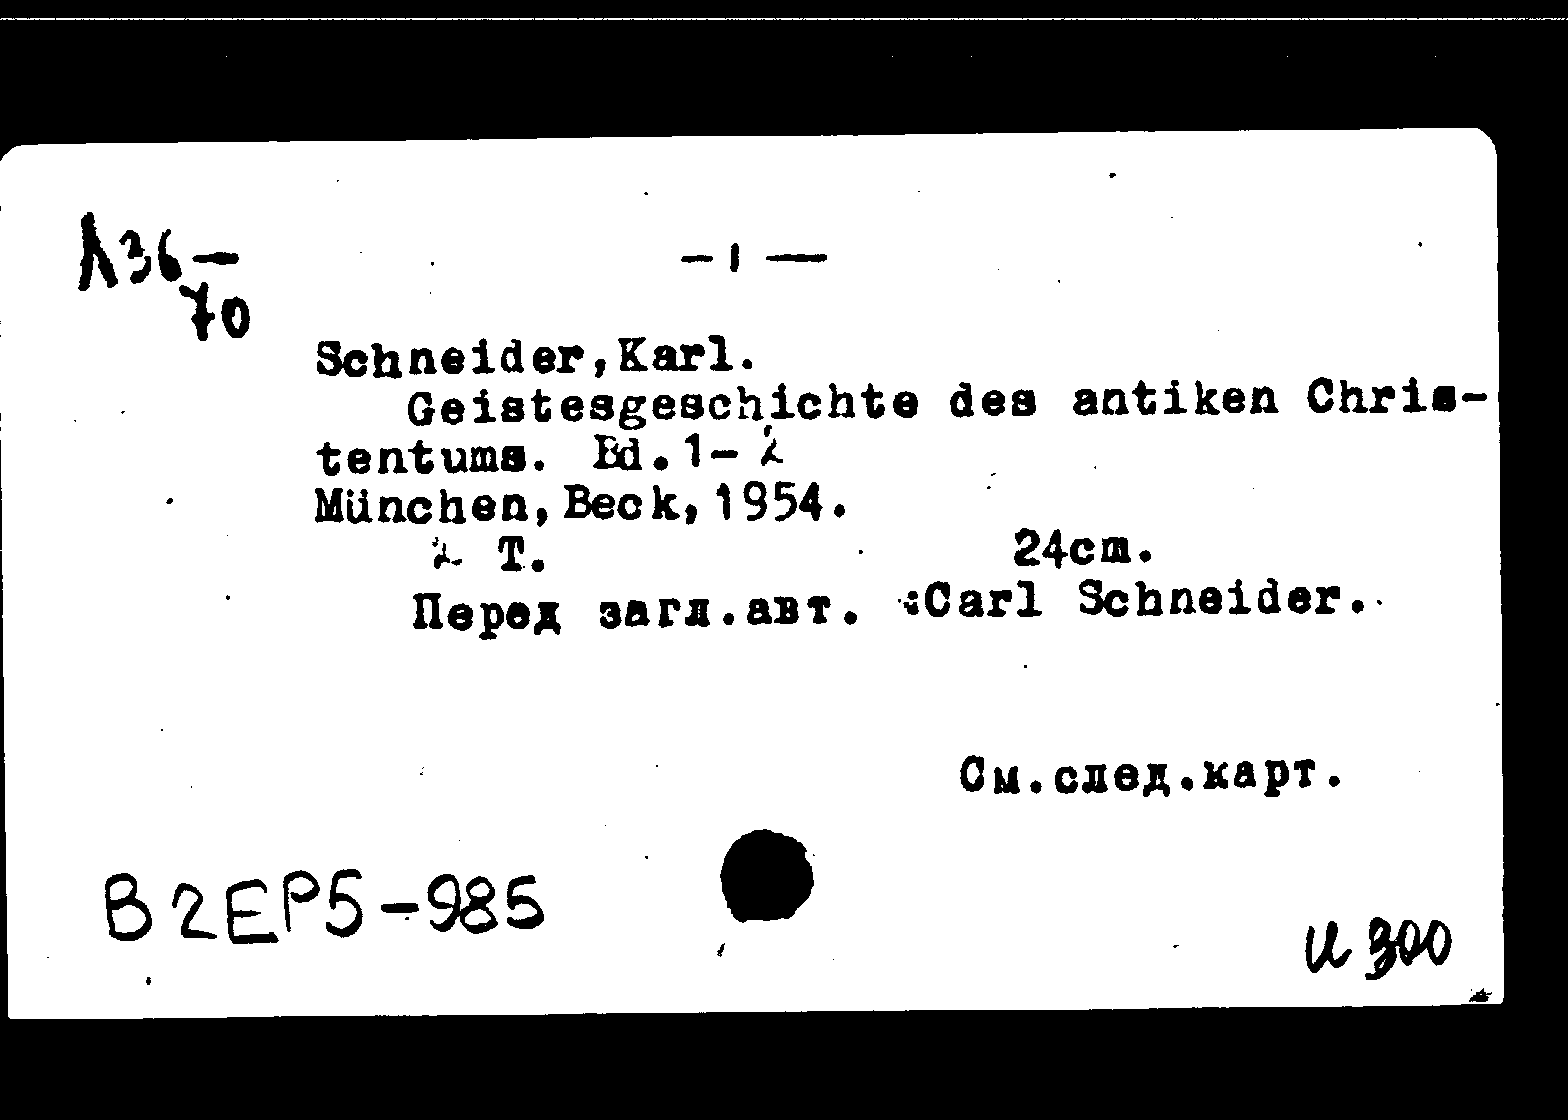 Л36-
70
- 1 -
Schneider, Karl.
Geistesgeschichte des antiken Chris-
tentums. Bd.1- 2
München, Beck, 1954.
2 T. 24cm.
Перед загл.авт. :Carl Schneider.
См.след.карт.
B2EP5-985
И 300